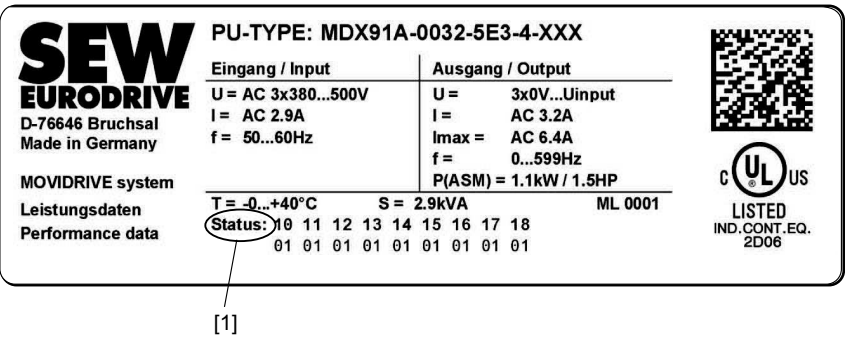 SEW
EURODRIVE
D-76646 Bruchsal
Made in Germany
MOVIDRIVE system
Leistungsdaten
Performance data
PU-TYPE: MDX91A-0032-5E3-4-XXX
Eingang / Input
U = AC 3x380...500V
I = AC 2.9A
f = 50...60Hz
Ausgang / Output
U = 3x0V...Uinput
I = AC 3.2A
Imax = AC 6.4A
f = 0...599Hz
P(ASM) = 1.1kW / 1.5HP
T = -0...+40°C S = 2.9kVA ML 0001
Status: 10 11 12 13 14 15 16 17 18
01 01 01 01 01 01 01 01 01
C UL ® US
LISTED
IND.CONT.EQ.
2D06
[1]